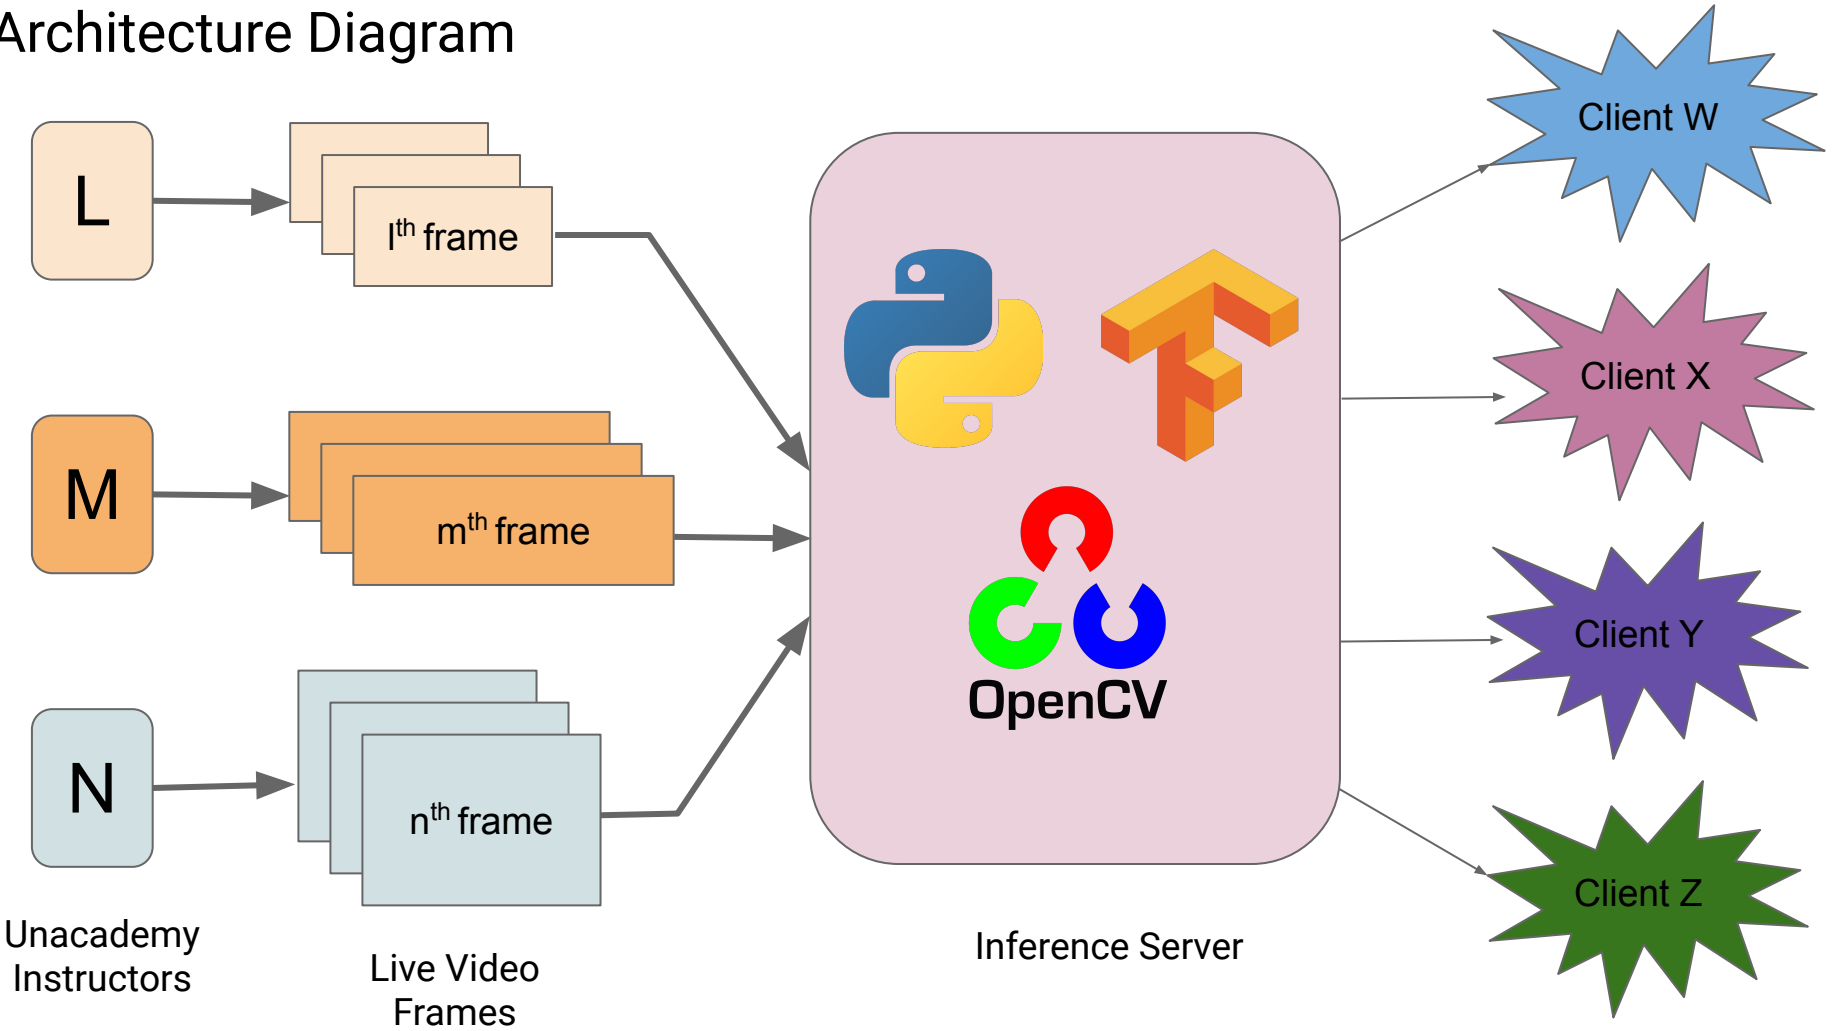 Architecture Diagram
L
lᵗʰ frame
M
mᵗʰ frame
N
nᵗʰ frame
Unacademy
Instructors
Live Video
Frames
OpenCV
Inference Server
Client W
Client X
Client Y
Client Z